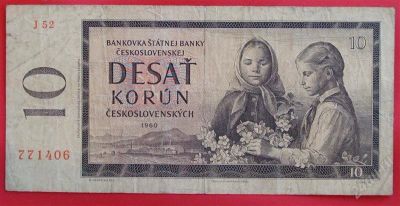 J 52
BANKOVKA ŠTÁTNEJ BANKY
ČESKOSLOVENSKEJ
10
10
DESAŤ
KORÚN
ČESKOSLOVENSKÝCH
1960
771406
10